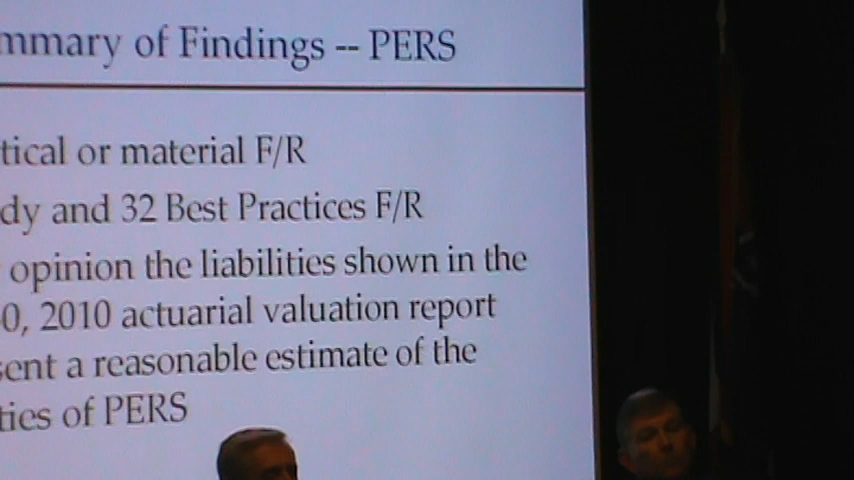 mmary of Findings -- PERS
tical or material F/R
dy and 32 Best Practices F/R
opinion the liabilities shown in the
0, 2010 actuarial valuation report
sent a reasonable estimate of the
ties of PERS